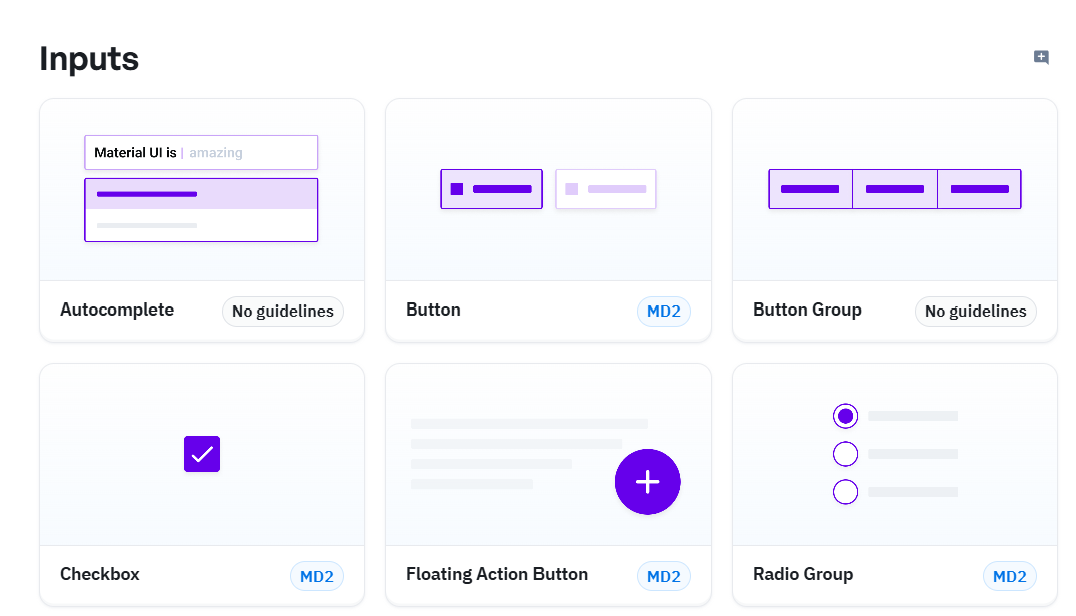 Inputs
Material UI is amazing
Autocomplete No guidelines
Button MD2
Button Group No guidelines
Checkbox MD2
Floating Action Button MD2
Radio Group MD2